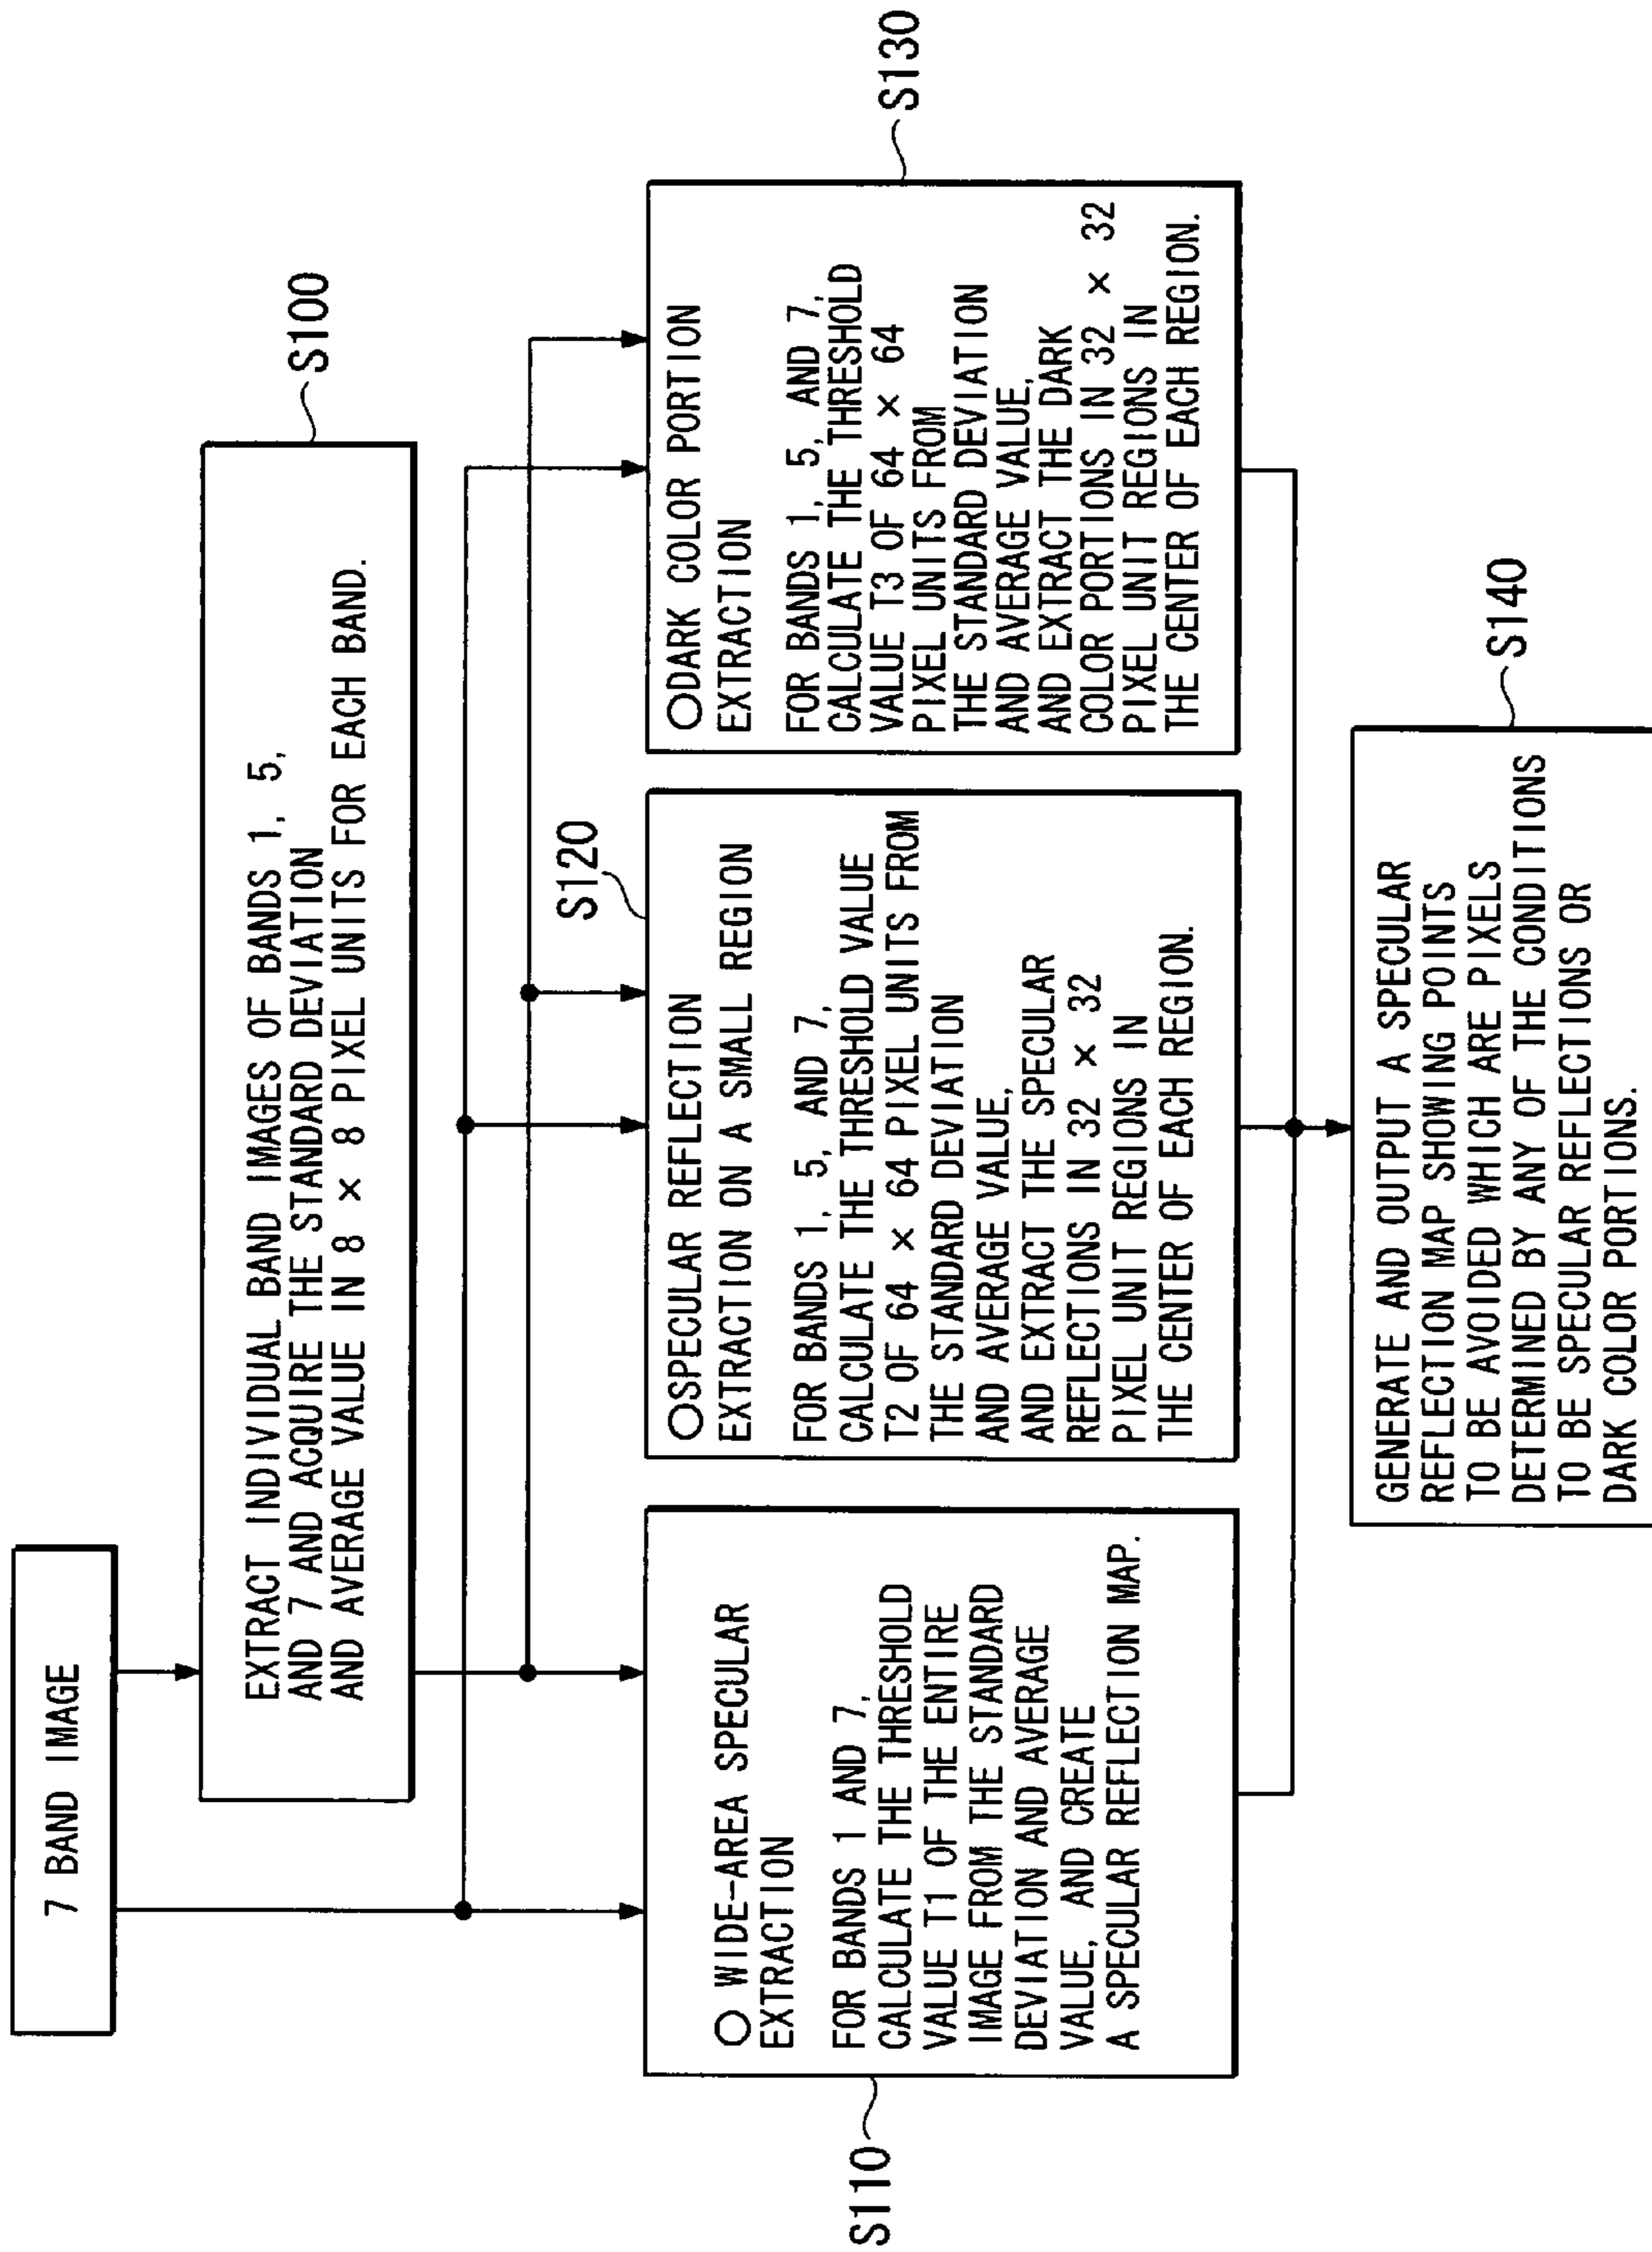 7 BAND IMAGE
S100
EXTRACT INDIVIDUAL BAND IMAGES OF BANDS 1, 5,
AND 7 AND ACQUIRE THE STANDARD DEVIATION
AND AVERAGE VALUE IN 8 × 8 PIXEL UNITS FOR EACH BAND.
S110
○ WIDE-AREA SPECULAR
EXTRACTION
FOR BANDS 1 AND 7,
CALCULATE THE THRESHOLD
VALUE T1 OF THE ENTIRE
IMAGE FROM THE STANDARD
DEVIATION AND AVERAGE
VALUE, AND CREATE
A SPECULAR REFLECTION MAP.
S120
○SPECULAR REFLECTION
EXTRACTION ON A SMALL REGION
FOR BANDS 1, 5, AND 7,
CALCULATE THE THRESHOLD VALUE
T2 OF 64 × 64 PIXEL UNITS FROM
THE STANDARD DEVIATION
AND AVERAGE VALUE,
AND EXTRACT THE SPECULAR
REFLECTIONS IN 32 × 32
PIXEL UNIT REGIONS IN
THE CENTER OF EACH REGION.
S130
○DARK COLOR PORTION
EXTRACTION
FOR BANDS 1, 5, AND 7,
CALCULATE THE THRESHOLD
VALUE T3 OF 64 × 64
PIXEL UNITS FROM
THE STANDARD DEVIATION
AND AVERAGE VALUE,
AND EXTRACT THE DARK
COLOR PORTIONS IN 32 × 32
PIXEL UNIT REGIONS IN
THE CENTER OF EACH REGION.
S140
GENERATE AND OUTPUT A SPECULAR
REFLECTION MAP SHOWING POINTS
TO BE AVOIDED WHICH ARE PIXELS
DETERMINED BY ANY OF THE CONDITIONS
TO BE SPECULAR REFLECTIONS OR
DARK COLOR PORTIONS.